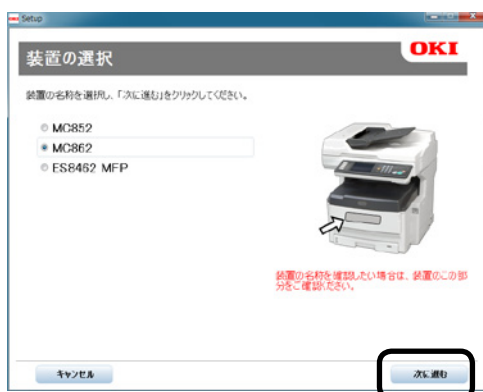 Setup
OKI
装置の選択
装置の名称を選択し、「次に進む」をクリックしてください。
MC852
MC862
ES8462 MFP
装置の名称を確認したい場合は、装置のこの部
分をご確認ください。
キャンセル
次に進む